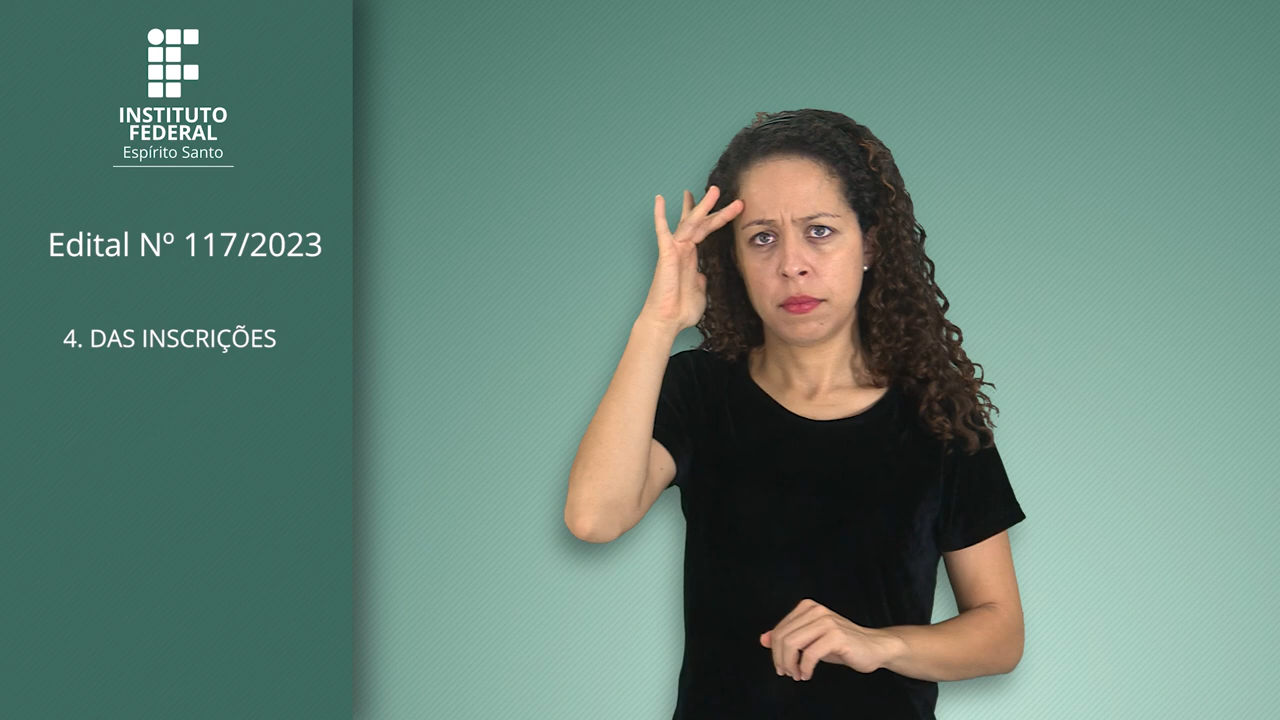 INSTITUTO
FEDERAL
Espírito Santo
Edital Nº 117/2023
4. DAS INSCRIÇÕES